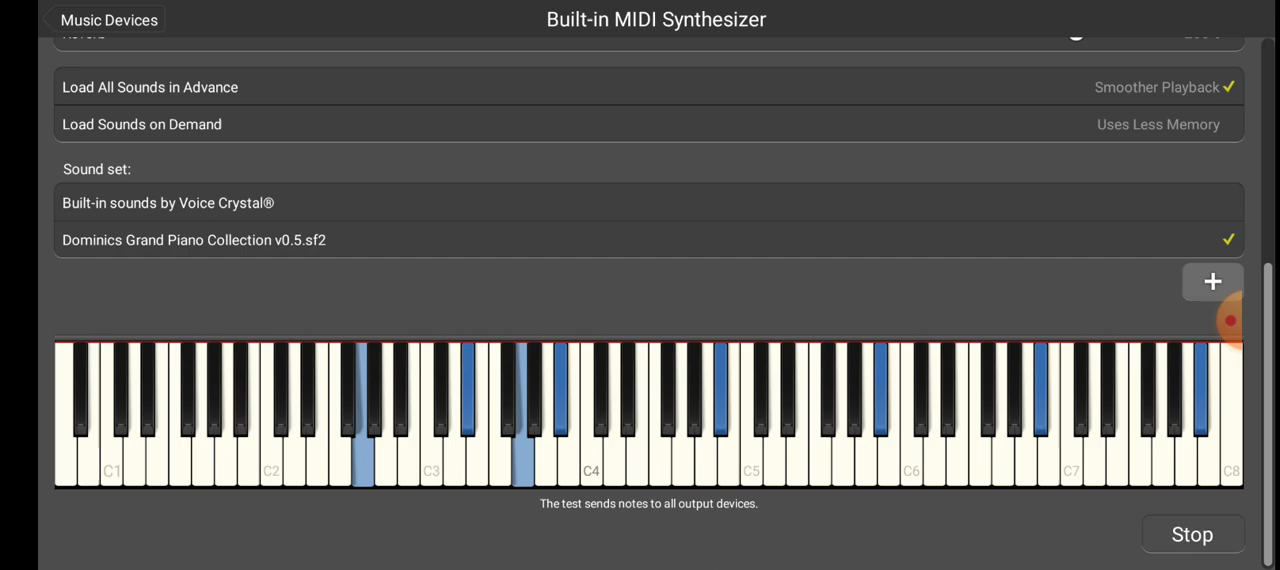 Music Devices
Built-in MIDI Synthesizer
Load All Sounds in Advance
Smoother Playback
Load Sounds on Demand
Uses Less Memory
Sound set:
Built-in sounds by Voice Crystal®
Dominics Grand Piano Collection v0.5.sf2
+
C1 C2 C3 C4 C5 C6 C7 C8
The test sends notes to all output devices.
Stop